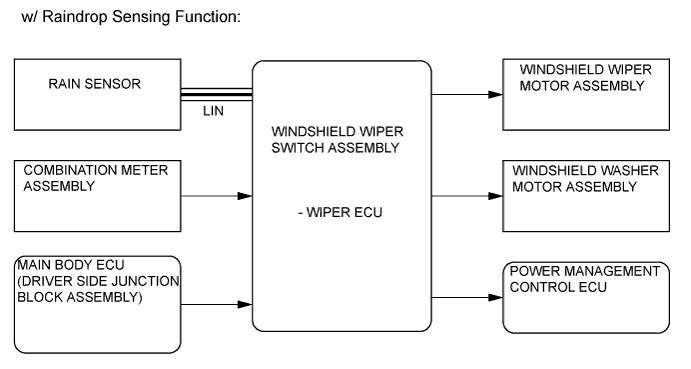 w/ Raindrop Sensing Function:
RAIN SENSOR
LIN
COMBINATION METER
ASSEMBLY
MAIN BODY ECU
(DRIVER SIDE JUNCTION
BLOCK ASSEMBLY)
WINDSHIELD WIPER
SWITCH ASSEMBLY
- WIPER ECU
WINDSHIELD WIPER
MOTOR ASSEMBLY
WINDSHIELD WASHER
MOTOR ASSEMBLY
POWER MANAGEMENT
CONTROL ECU